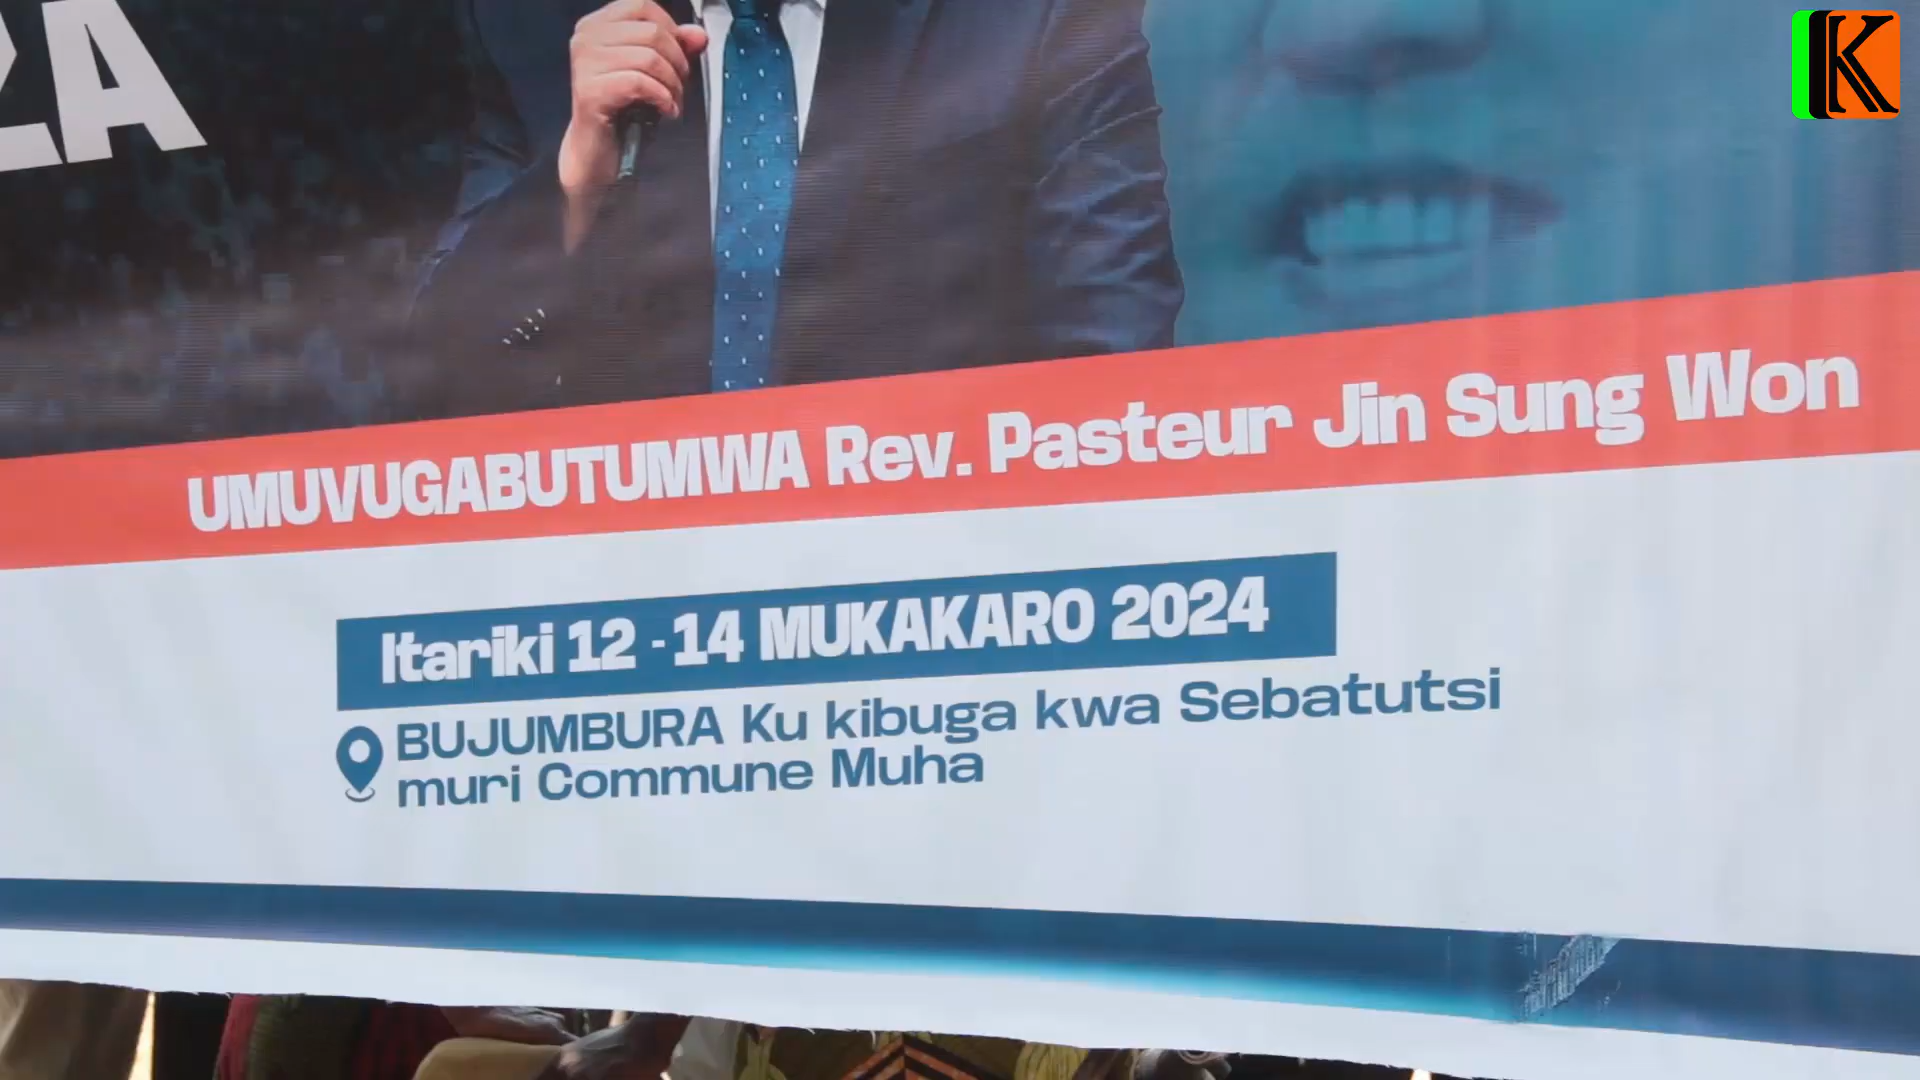 ZA
K
UMUVUGABUTUMWA Rev. Pasteur Jin Sung Won
Itariki 12 -14 MUKAKARO 2024
BUJUMBURA Ku kibuga kwa Sebatutsi
muri Commune Muha